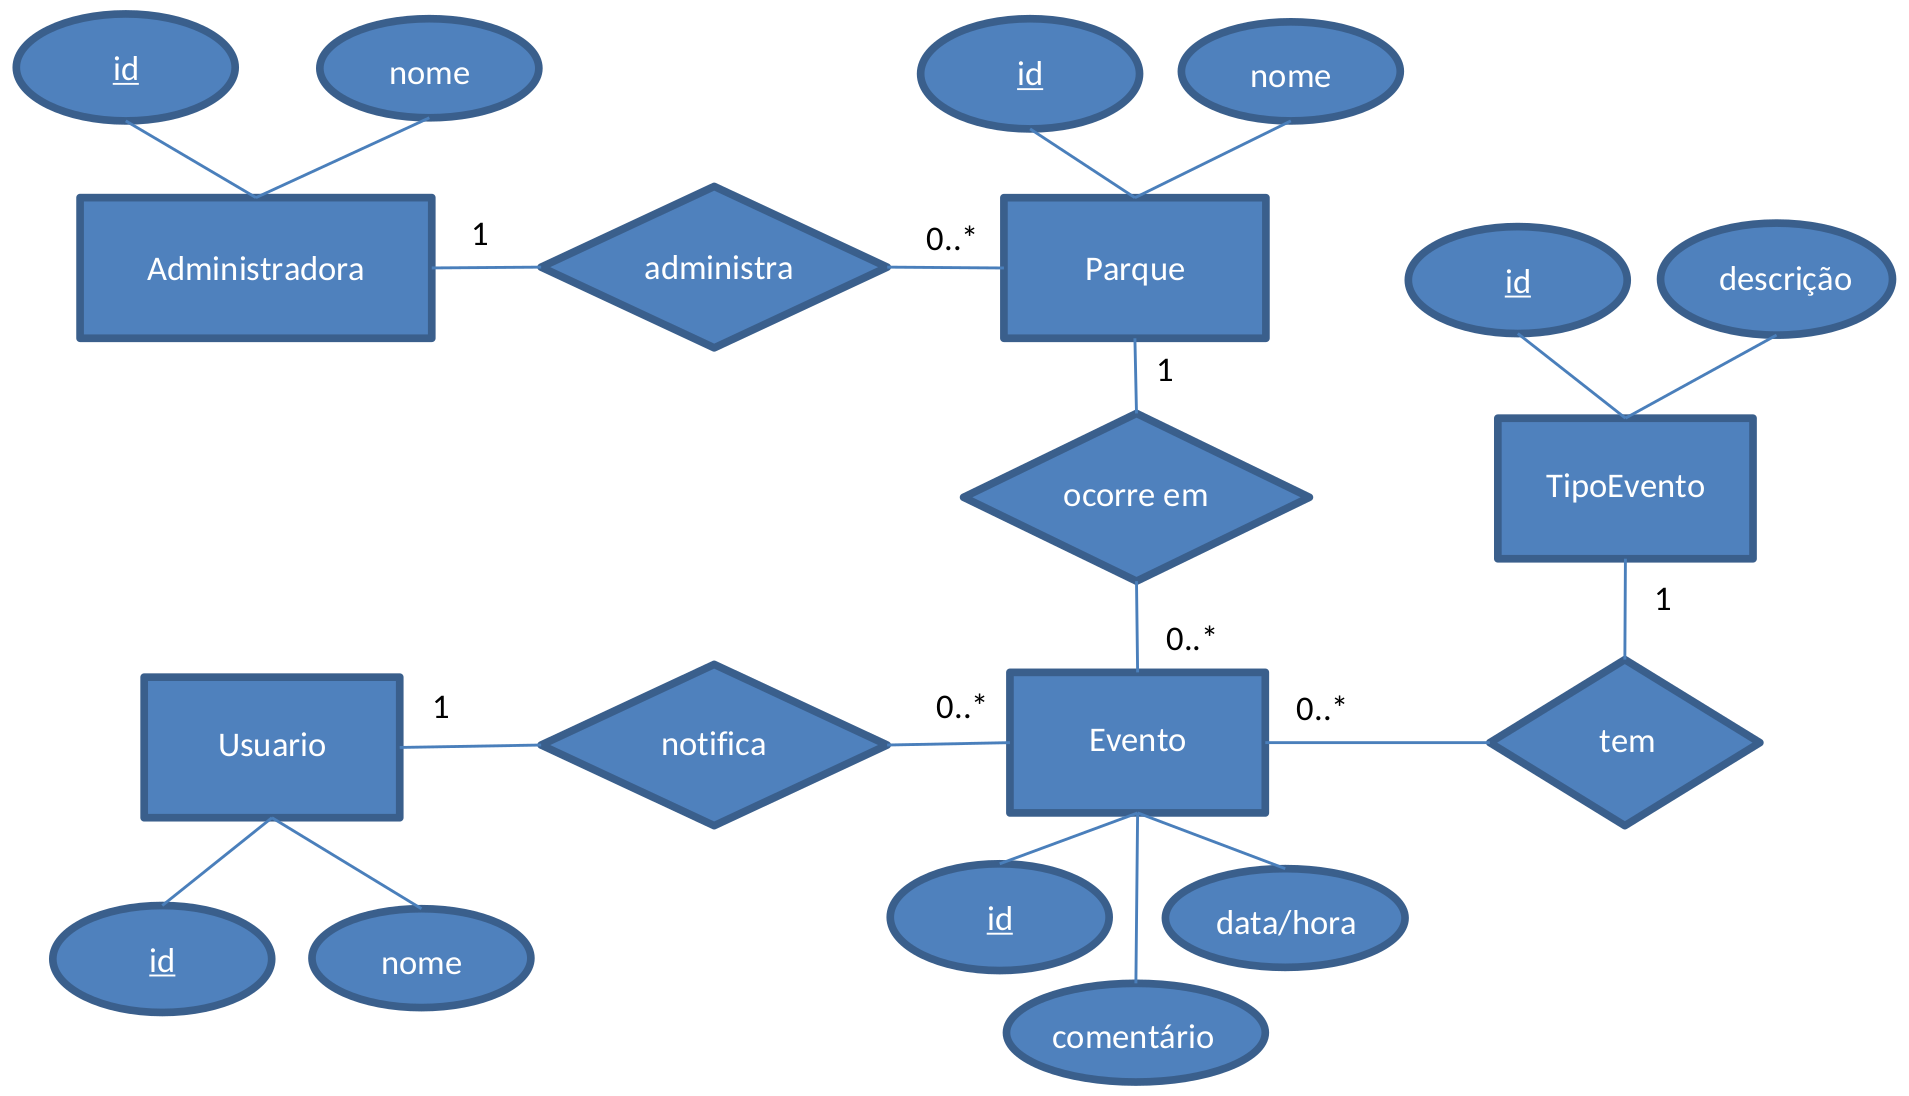 id
nome
id
nome
Administradora
1
administra
0..*
Parque
id
descrição
1
ocorre em
TipoEvento
1
0..*
Usuario
1
notifica
0..*
Evento
0..*
tem
id
nome
id
data/hora
comentário